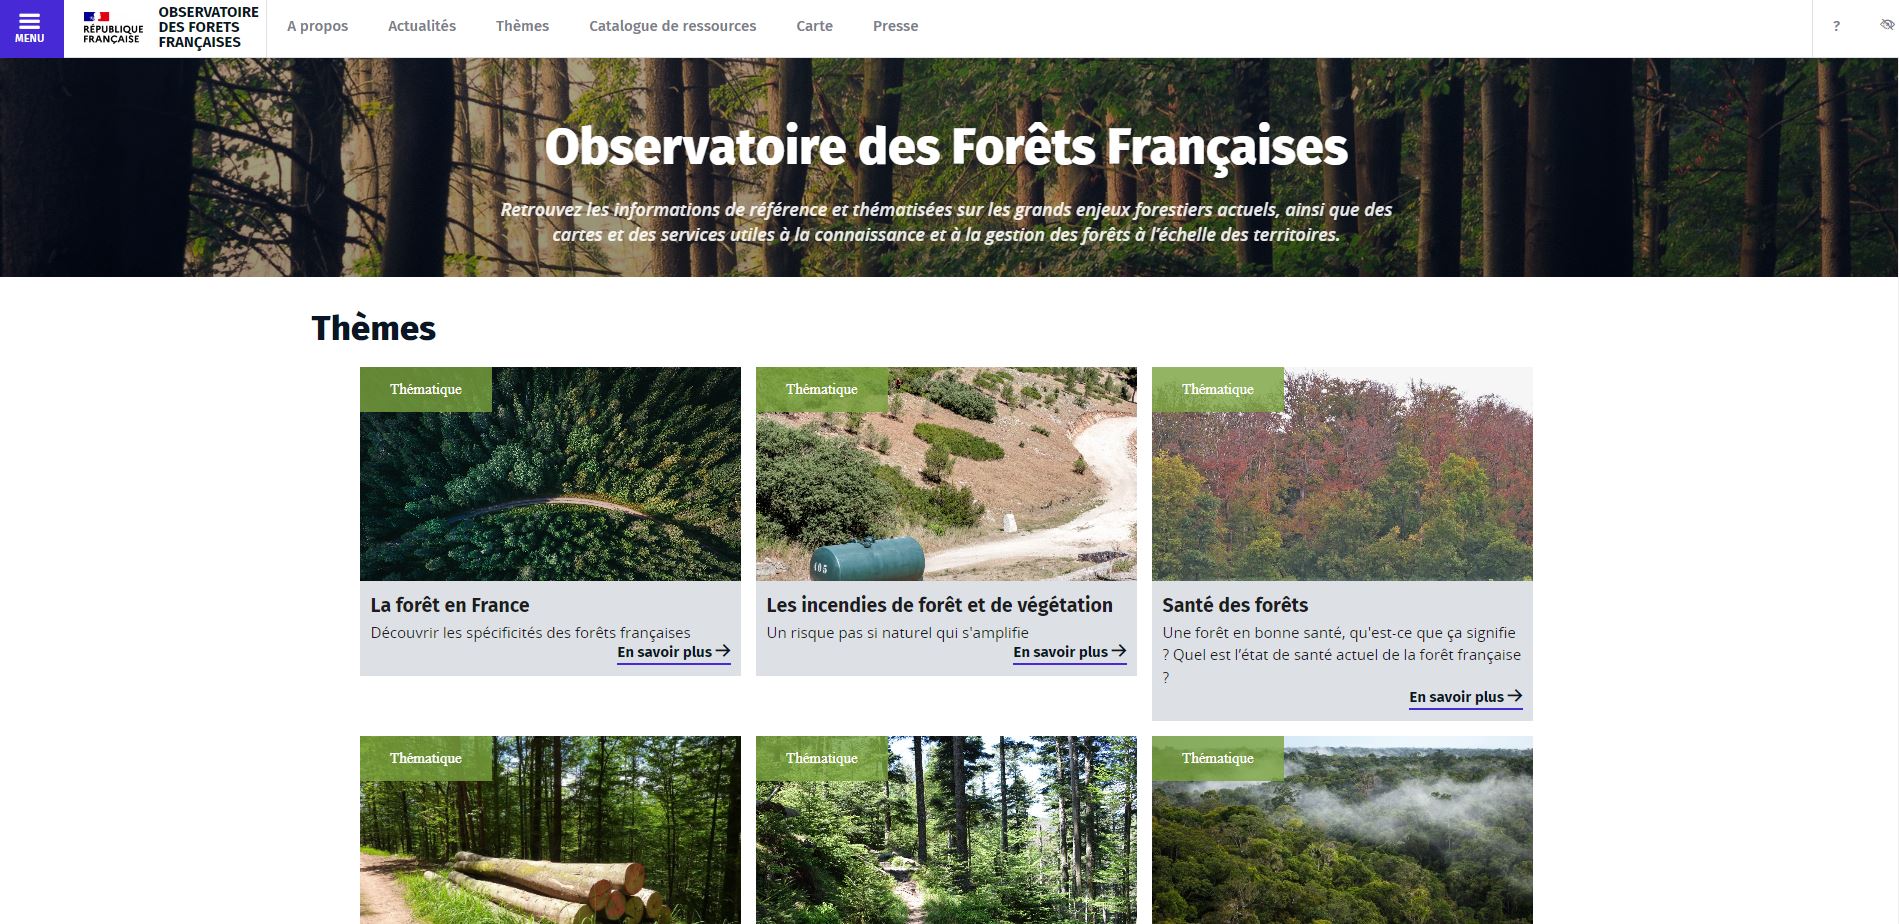 MENU
RÉPUBLIQUE
FRANÇAISE
OBSERVATOIRE
DES FORETS
FRANÇAISES
A propos
Actualités
Thèmes
Catalogue de ressources
Carte
Presse
?
Observatoire des Forêts Françaises
Retrouvez les informations de référence et thématisées sur les grands enjeux forestiers actuels, ainsi que des
cartes et des services utiles à la connaissance et à la gestion des forêts à l’échelle des territoires.
Thèmes
Thématique
405
La forêt en France
Découvrir les spécificités des forêts françaises
En savoir plus
Thématique
Les incendies de forêt et de végétation
Un risque pas si naturel qui s'amplifie
En savoir plus
Thématique
Santé des forêts
Une forêt en bonne santé, qu'est-ce que ça signifie
? Quel est l’état de santé actuel de la forêt française
?
En savoir plus
Thématique
Thématique
Thématique